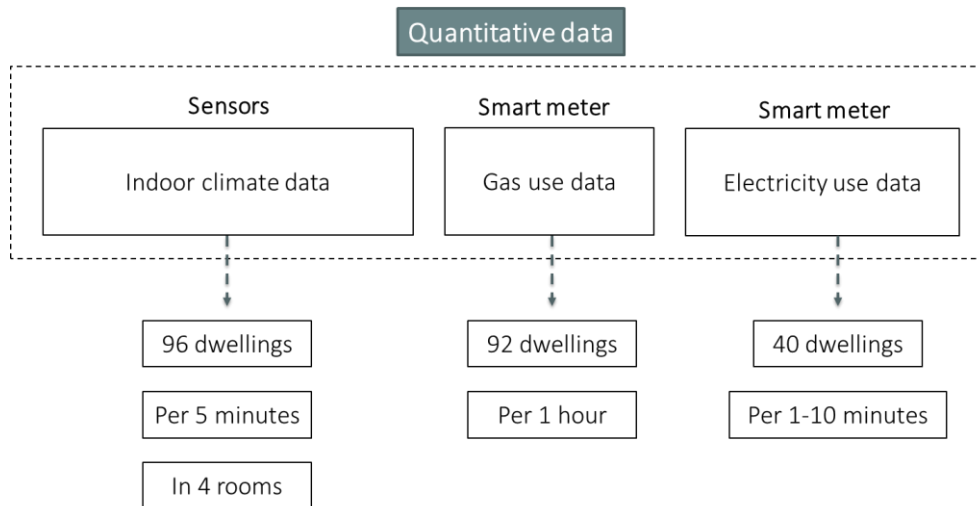 Quantitative data
Sensors
Smart meter
Smart meter
Indoor climate data
Gas use data
Electricity use data
96 dwellings
92 dwellings
40 dwellings
Per 5 minutes
Per 1 hour
Per 1-10 minutes
In 4 rooms